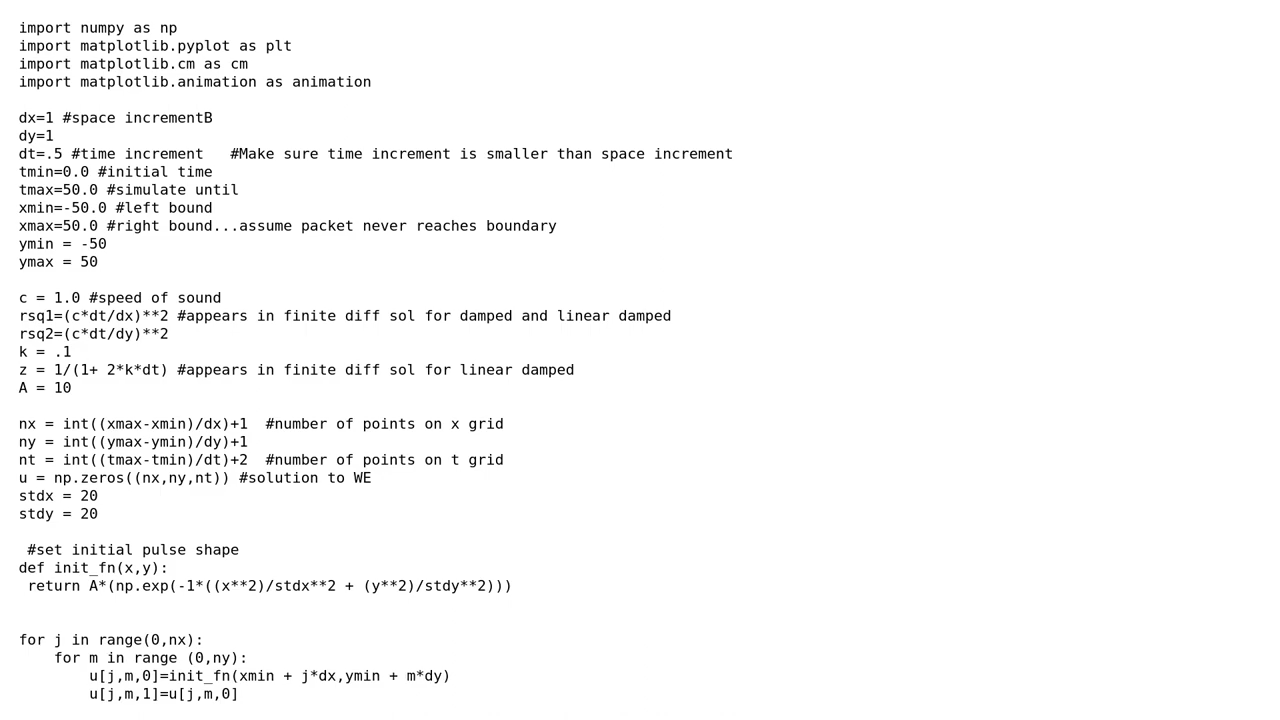 import numpy as np
import matplotlib.pyplot as plt
import matplotlib.cm as cm
import matplotlib.animation as animation
dx=1 #space incrementB
dy=1
dt=.5 #time increment   #Make sure time increment is smaller than space increment
tmin=0.0 #initial time
tmax=50.0 #simulate until
xmin=-50.0 #left bound
xmax=50.0 #right bound...assume packet never reaches boundary
ymin = -50
ymax = 50
c = 1.0 #speed of sound
rsq1=(c*dt/dx)**2 #appears in finite diff sol for damped and linear damped
rsq2=(c*dt/dy)**2
k = .1
z = 1/(1+ 2*k*dt) #appears in finite diff sol for linear damped
A = 10
nx = int((xmax-xmin)/dx)+1  #number of points on x grid
ny = int((ymax-ymin)/dy)+1
nt = int((tmax-tmin)/dt)+2  #number of points on t grid
u = np.zeros((nx,ny,nt)) #solution to WE
stdx = 20
stdy = 20
 #set initial pulse shape
def init_fn(x,y):
 return A*(np.exp(-1*((x**2)/stdx**2 + (y**2)/stdy**2)))
for j in range(0,nx):
    for m in range (0,ny):
        u[j,m,0]=init_fn(xmin + j*dx,ymin + m*dy)
        u[j,m,1]=u[j,m,0]